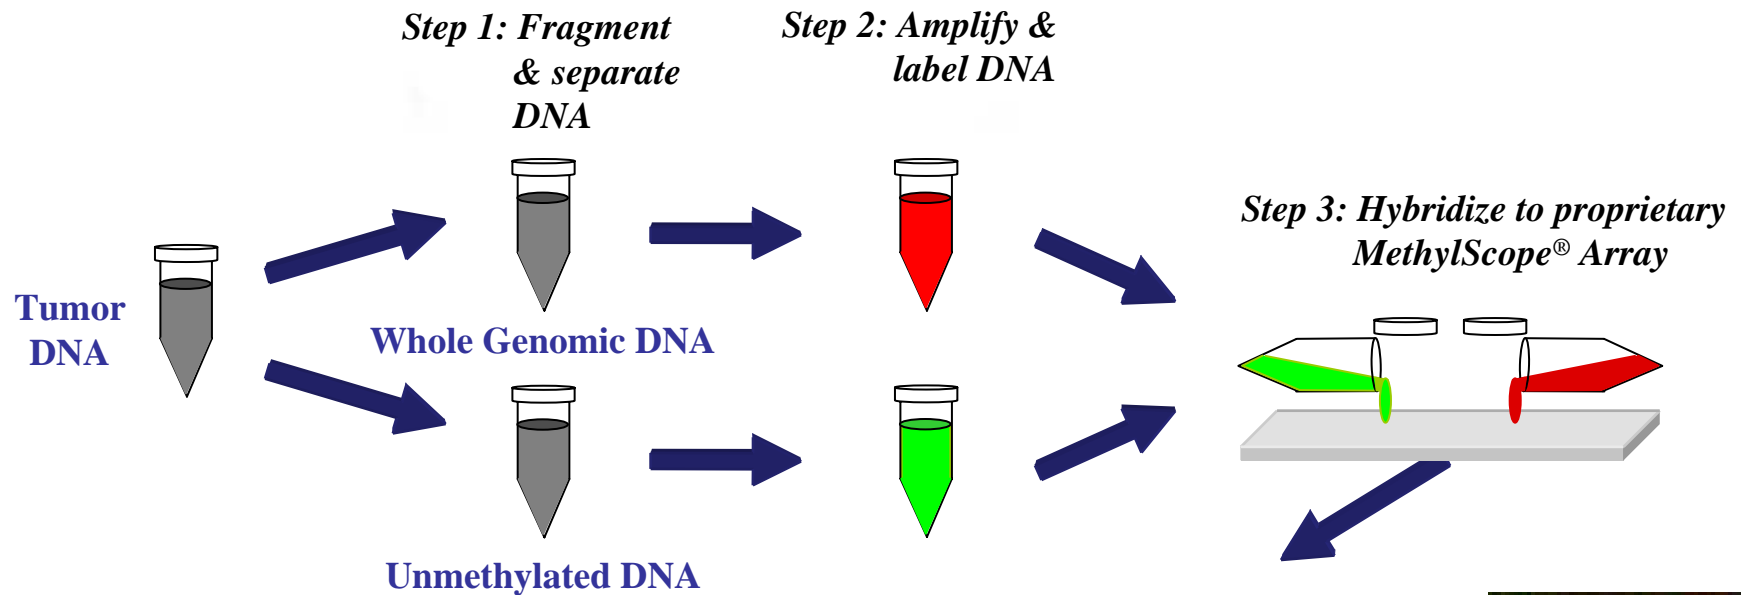 Step 1: Fragment
& separate
DNA
Step 2: Amplify &
label DNA
Step 3: Hybridize to proprietary
MethylScope® Array
Tumor
DNA
Whole Genomic DNA
Unmethylated DNA